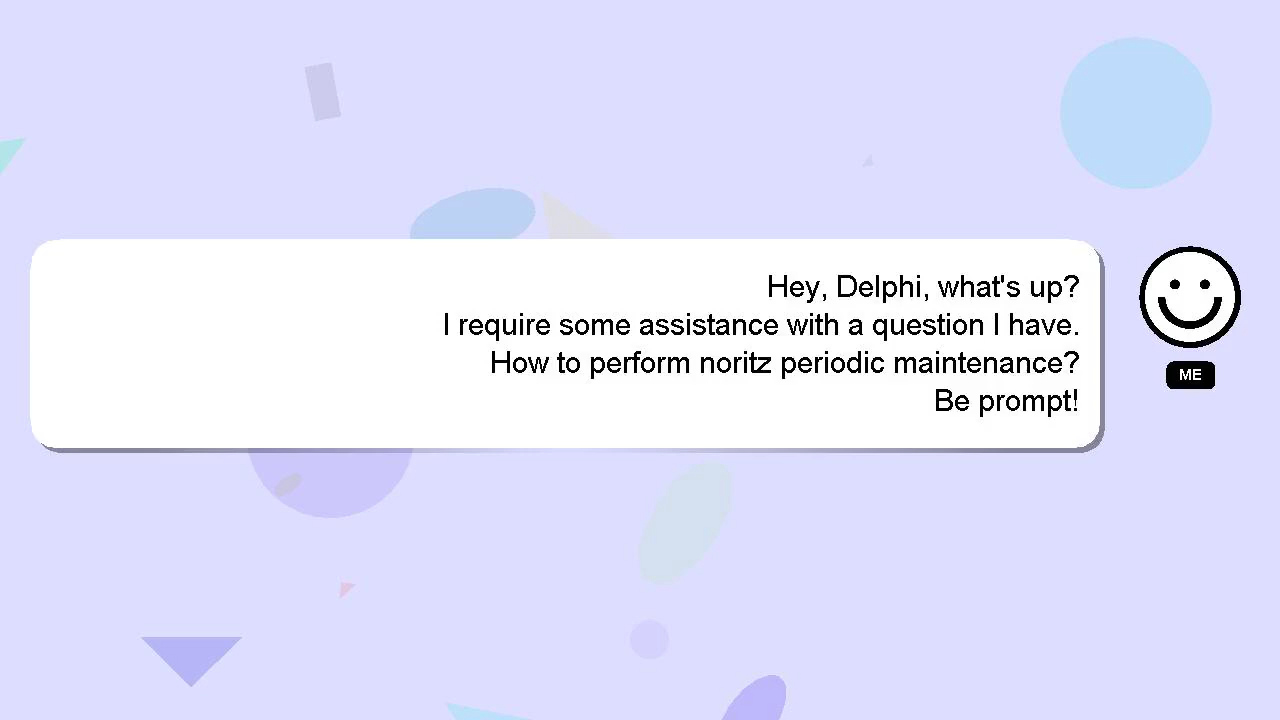 Hey, Delphi, what's up?
I require some assistance with a question I have.
How to perform noritz periodic maintenance?
Be prompt!
ME